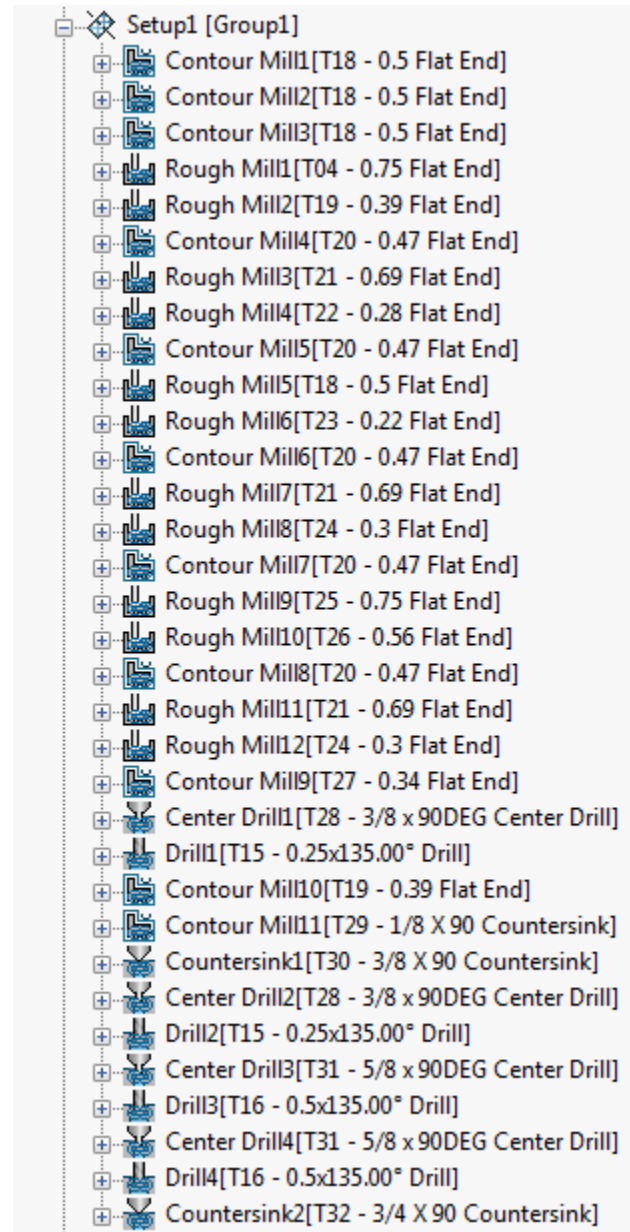 Setup1 [Group1]
Contour Mill1[T18 - 0.5 Flat End]
Contour Mill2[T18 - 0.5 Flat End]
Contour Mill3[T18 - 0.5 Flat End]
Rough Mill1[T04 - 0.75 Flat End]
Rough Mill2[T19 - 0.39 Flat End]
Contour Mill4[T20 - 0.47 Flat End]
Rough Mill3[T21 - 0.69 Flat End]
Rough Mill4[T22 - 0.28 Flat End]
Contour Mill5[T20 - 0.47 Flat End]
Rough Mill5[T18 - 0.5 Flat End]
Rough Mill6[T23 - 0.22 Flat End]
Contour Mill6[T20 - 0.47 Flat End]
Rough Mill7[T21 - 0.69 Flat End]
Rough Mill8[T24 - 0.3 Flat End]
Contour Mill7[T20 - 0.47 Flat End]
Rough Mill9[T25 - 0.75 Flat End]
Rough Mill10[T26 - 0.56 Flat End]
Contour Mill8[T20 - 0.47 Flat End]
Rough Mill11[T21 - 0.69 Flat End]
Rough Mill12[T24 - 0.3 Flat End]
Contour Mill9[T27 - 0.34 Flat End]
Center Drill1[T28 - 3/8 x 90DEG Center Drill]
Drill1[T15 - 0.25x135.00° Drill]
Contour Mill10[T19 - 0.39 Flat End]
Contour Mill11[T29 - 1/8 X 90 Countersink]
Countersink1[T30 - 3/8 X 90 Countersink]
Center Drill2[T28 - 3/8 x 90DEG Center Drill]
Drill2[T15 - 0.25x135.00° Drill]
Center Drill3[T31 - 5/8 x 90DEG Center Drill]
Drill3[T16 - 0.5x135.00° Drill]
Center Drill4[T31 - 5/8 x 90DEG Center Drill]
Drill4[T16 - 0.5x135.00° Drill]
Countersink2[T32 - 3/4 X 90 Countersink]